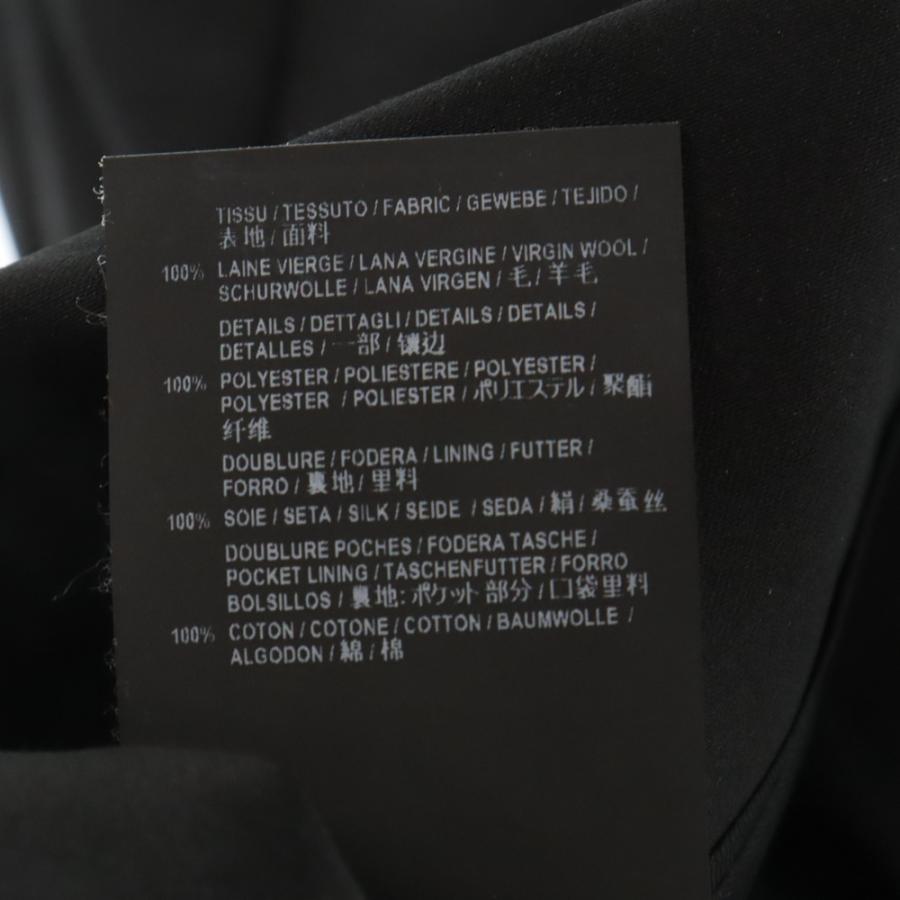 TISSU / TESSUTO / FABRIC / GEWEBE / TEJIDO /
表地 / 面料
100% LAINE VIERGE / LANA VERGINE / VIRGIN WOOL /
SCHURWOLLE / LANA VIRGEN / 毛 / 羊毛
DETAILS / DETTAGLI / DETAILS / DETAILS /
DETALLES / 一部 / 镶边
100% POLYESTER / POLIESTERE / POLYESTER /
POLYESTER / POLIESTER / ポリエステル / 聚酯
纤维
DOUBLURE / FODERA / LINING / FUTTER /
FORRO / 裏地 / 里料
100% SOIE / SETA / SILK / SEIDE / SEDA / 絹 / 桑蚕丝
DOUBLURE POCHES / FODERA TASCHE /
POCKET LINING / TASCHENFUTTER / FORRO
BOLSILLOS / 裏地: ポケット部分 / 口袋里料
100% COTON / COTONE / COTTON / BAUMWOLLE /
ALGODON / 綿 / 棉